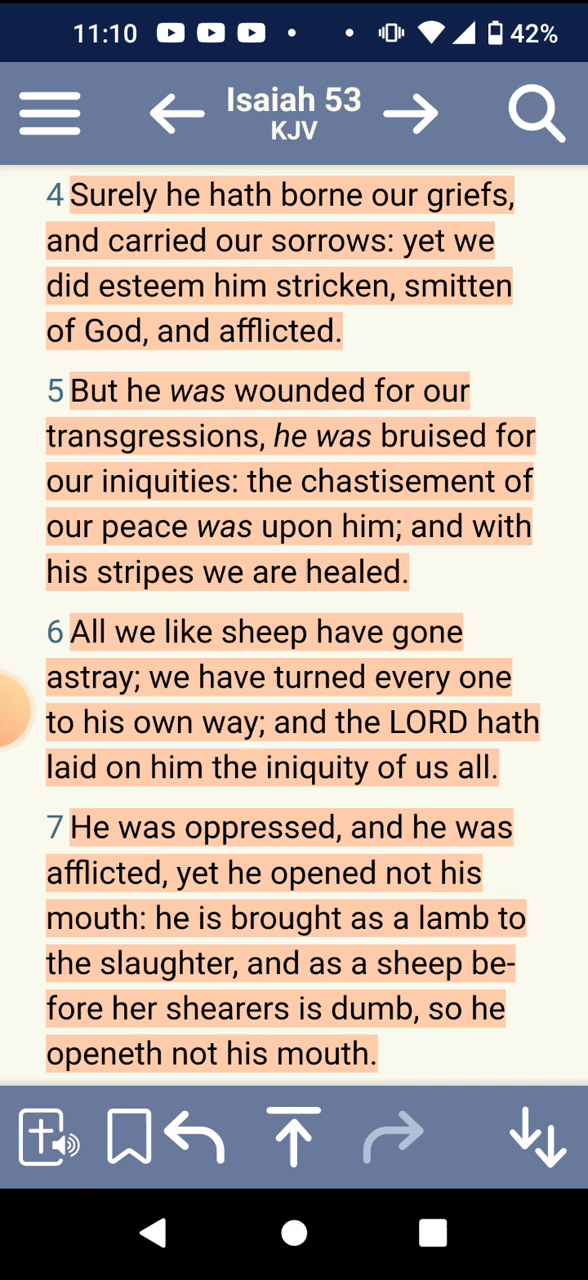 11:10 42%
Isaiah 53
KJV
4 Surely he hath borne our griefs,
and carried our sorrows: yet we
did esteem him stricken, smitten
of God, and afflicted.
5 But he was wounded for our
transgressions, he was bruised for
our iniquities: the chastisement of
our peace was upon him; and with
his stripes we are healed.
6 All we like sheep have gone
astray; we have turned every one
to his own way; and the LORD hath
laid on him the iniquity of us all.
7 He was oppressed, and he was
afflicted, yet he opened not his
mouth: he is brought as a lamb to
the slaughter, and as a sheep be-
fore her shearers is dumb, so he
openeth not his mouth.